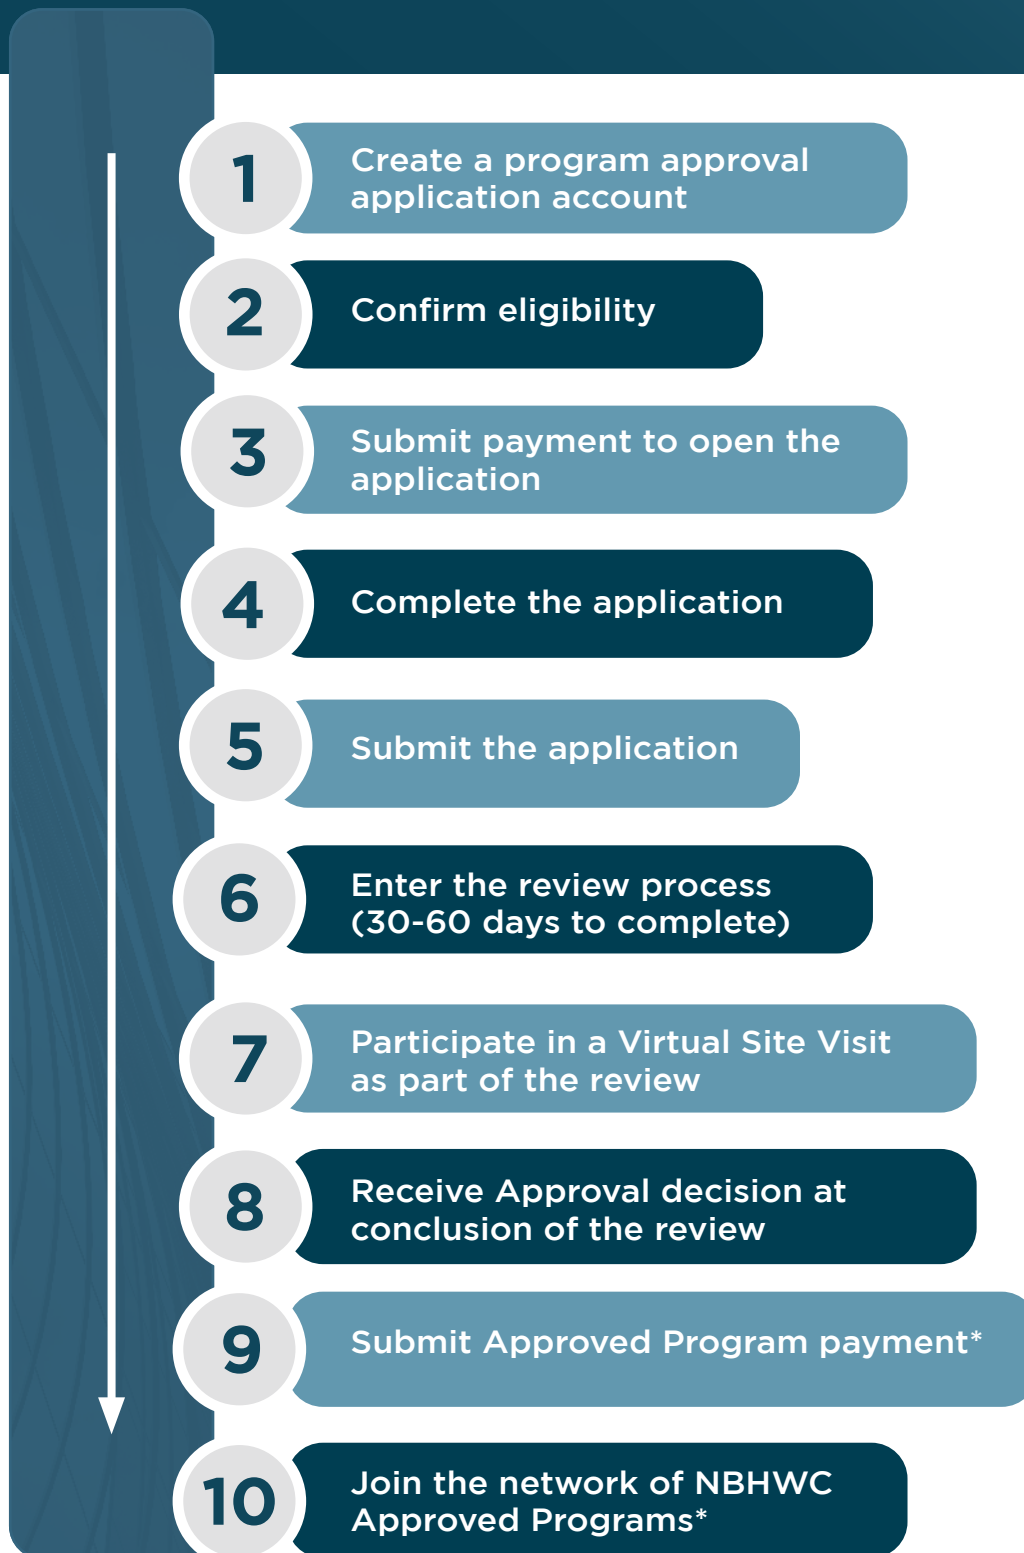 1
Create a program approval
application account
2
Confirm eligibility
3
Submit payment to open the
application
4
Complete the application
5
Submit the application
6
Enter the review process
(30-60 days to complete)
7
Participate in a Virtual Site Visit
as part of the review
8
Receive Approval decision at
conclusion of the review
9
Submit Approved Program payment*
10
Join the network of NBHWC
Approved Programs*